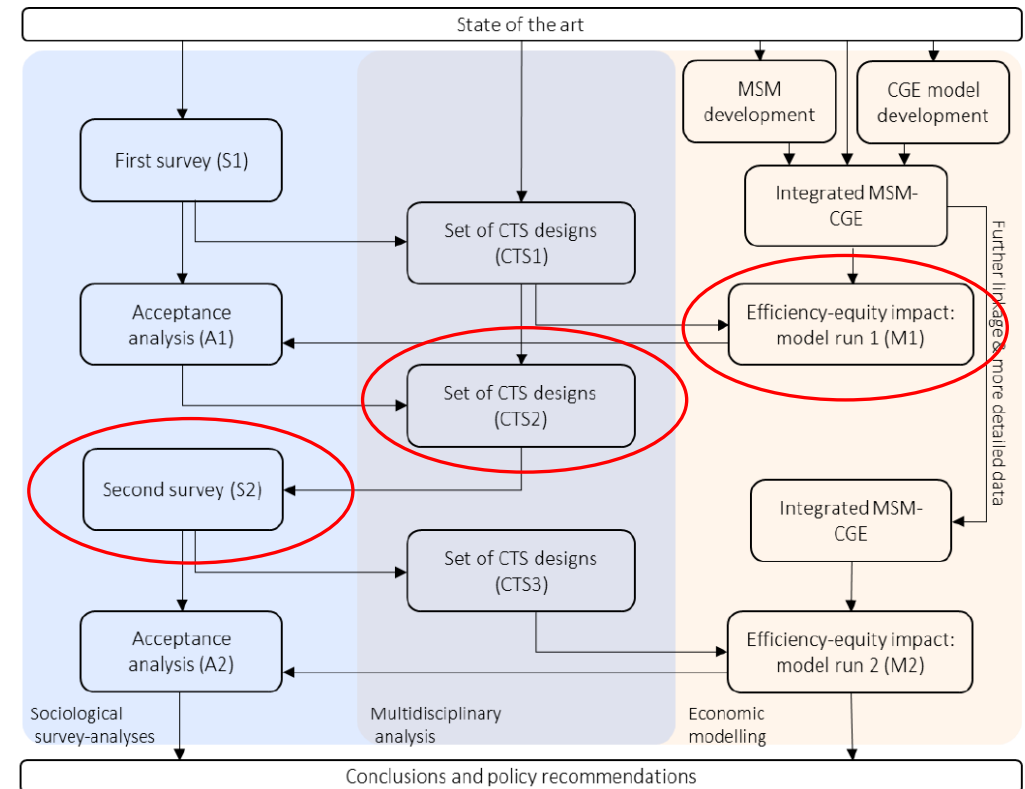 State of the art
MSM
development
CGE model
development
First survey (S1)
Integrated MSM-
CGE
Set of CTS designs
(CTS1)
Further linkage & more detailed data
Acceptance
analysis (A1)
Efficiency-equity impact:
model run 1 (M1)
Set of CTS designs
(CTS2)
Second survey (S2)
Integrated MSM-
CGE
Set of CTS designs
(CTS3)
Acceptance
analysis (A2)
Efficiency-equity impact:
model run 2 (M2)
Sociological
survey-analyses
Multidisciplinary
analysis
Economic
modelling
Conclusions and policy recommendations